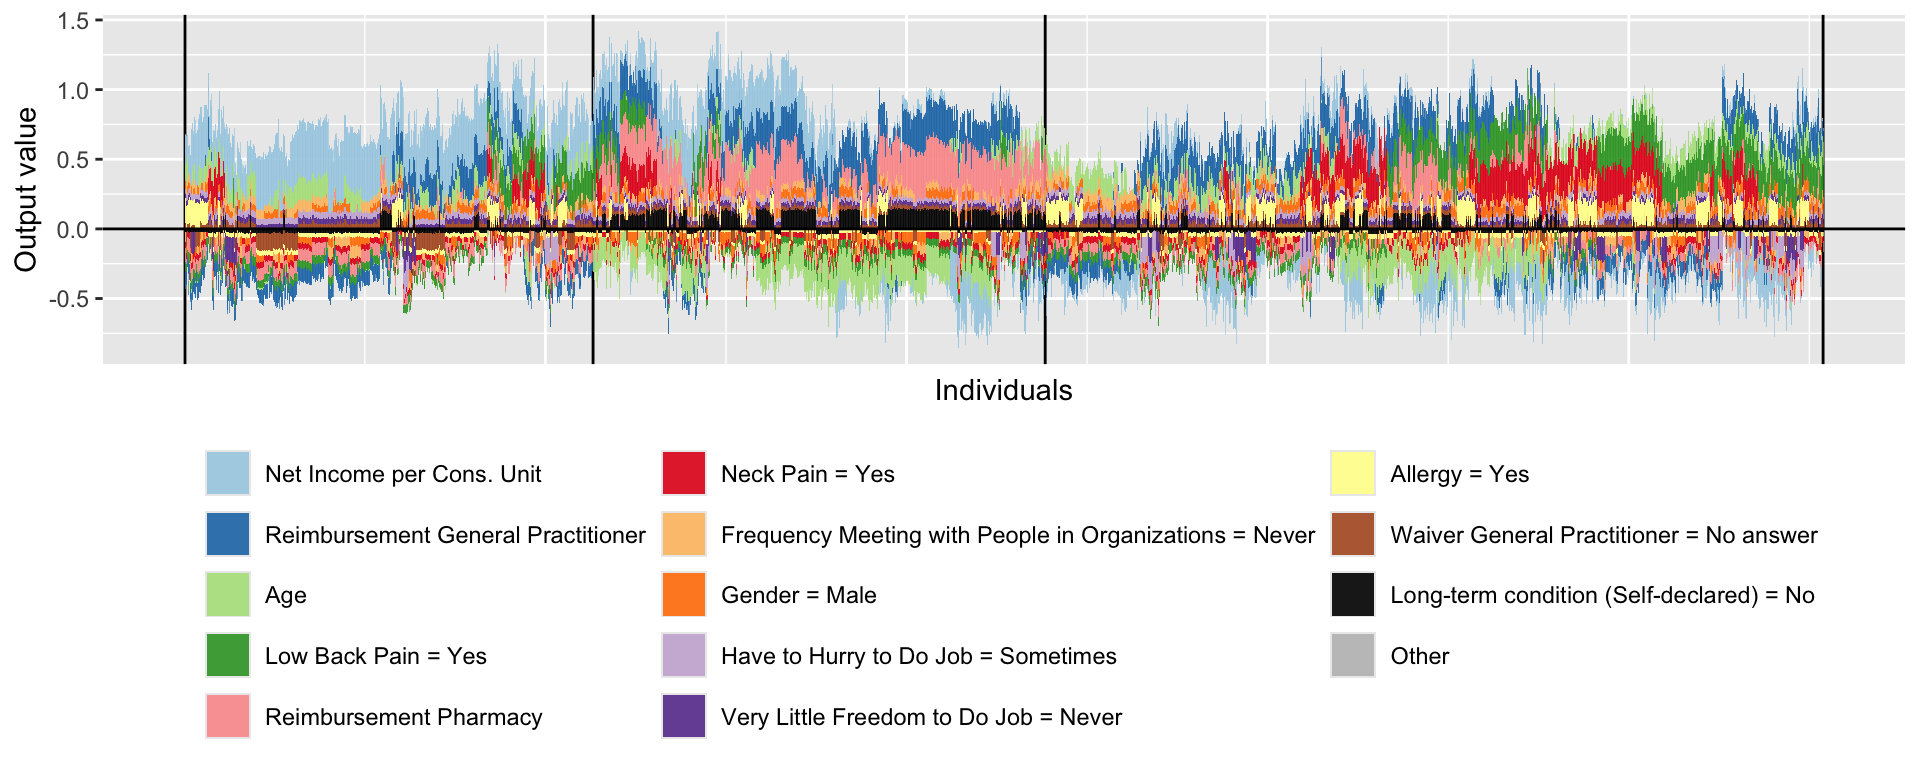 1.5
1.0
0.5
0.0
-0.5
Output value
Individuals
Net Income per Cons. Unit
Reimbursement General Practitioner
Age
Low Back Pain = Yes
Reimbursement Pharmacy
Neck Pain = Yes
Frequency Meeting with People in Organizations = Never
Gender = Male
Have to Hurry to Do Job = Sometimes
Very Little Freedom to Do Job = Never
Allergy = Yes
Waiver General Practitioner = No answer
Long-term condition (Self-declared) = No
Other